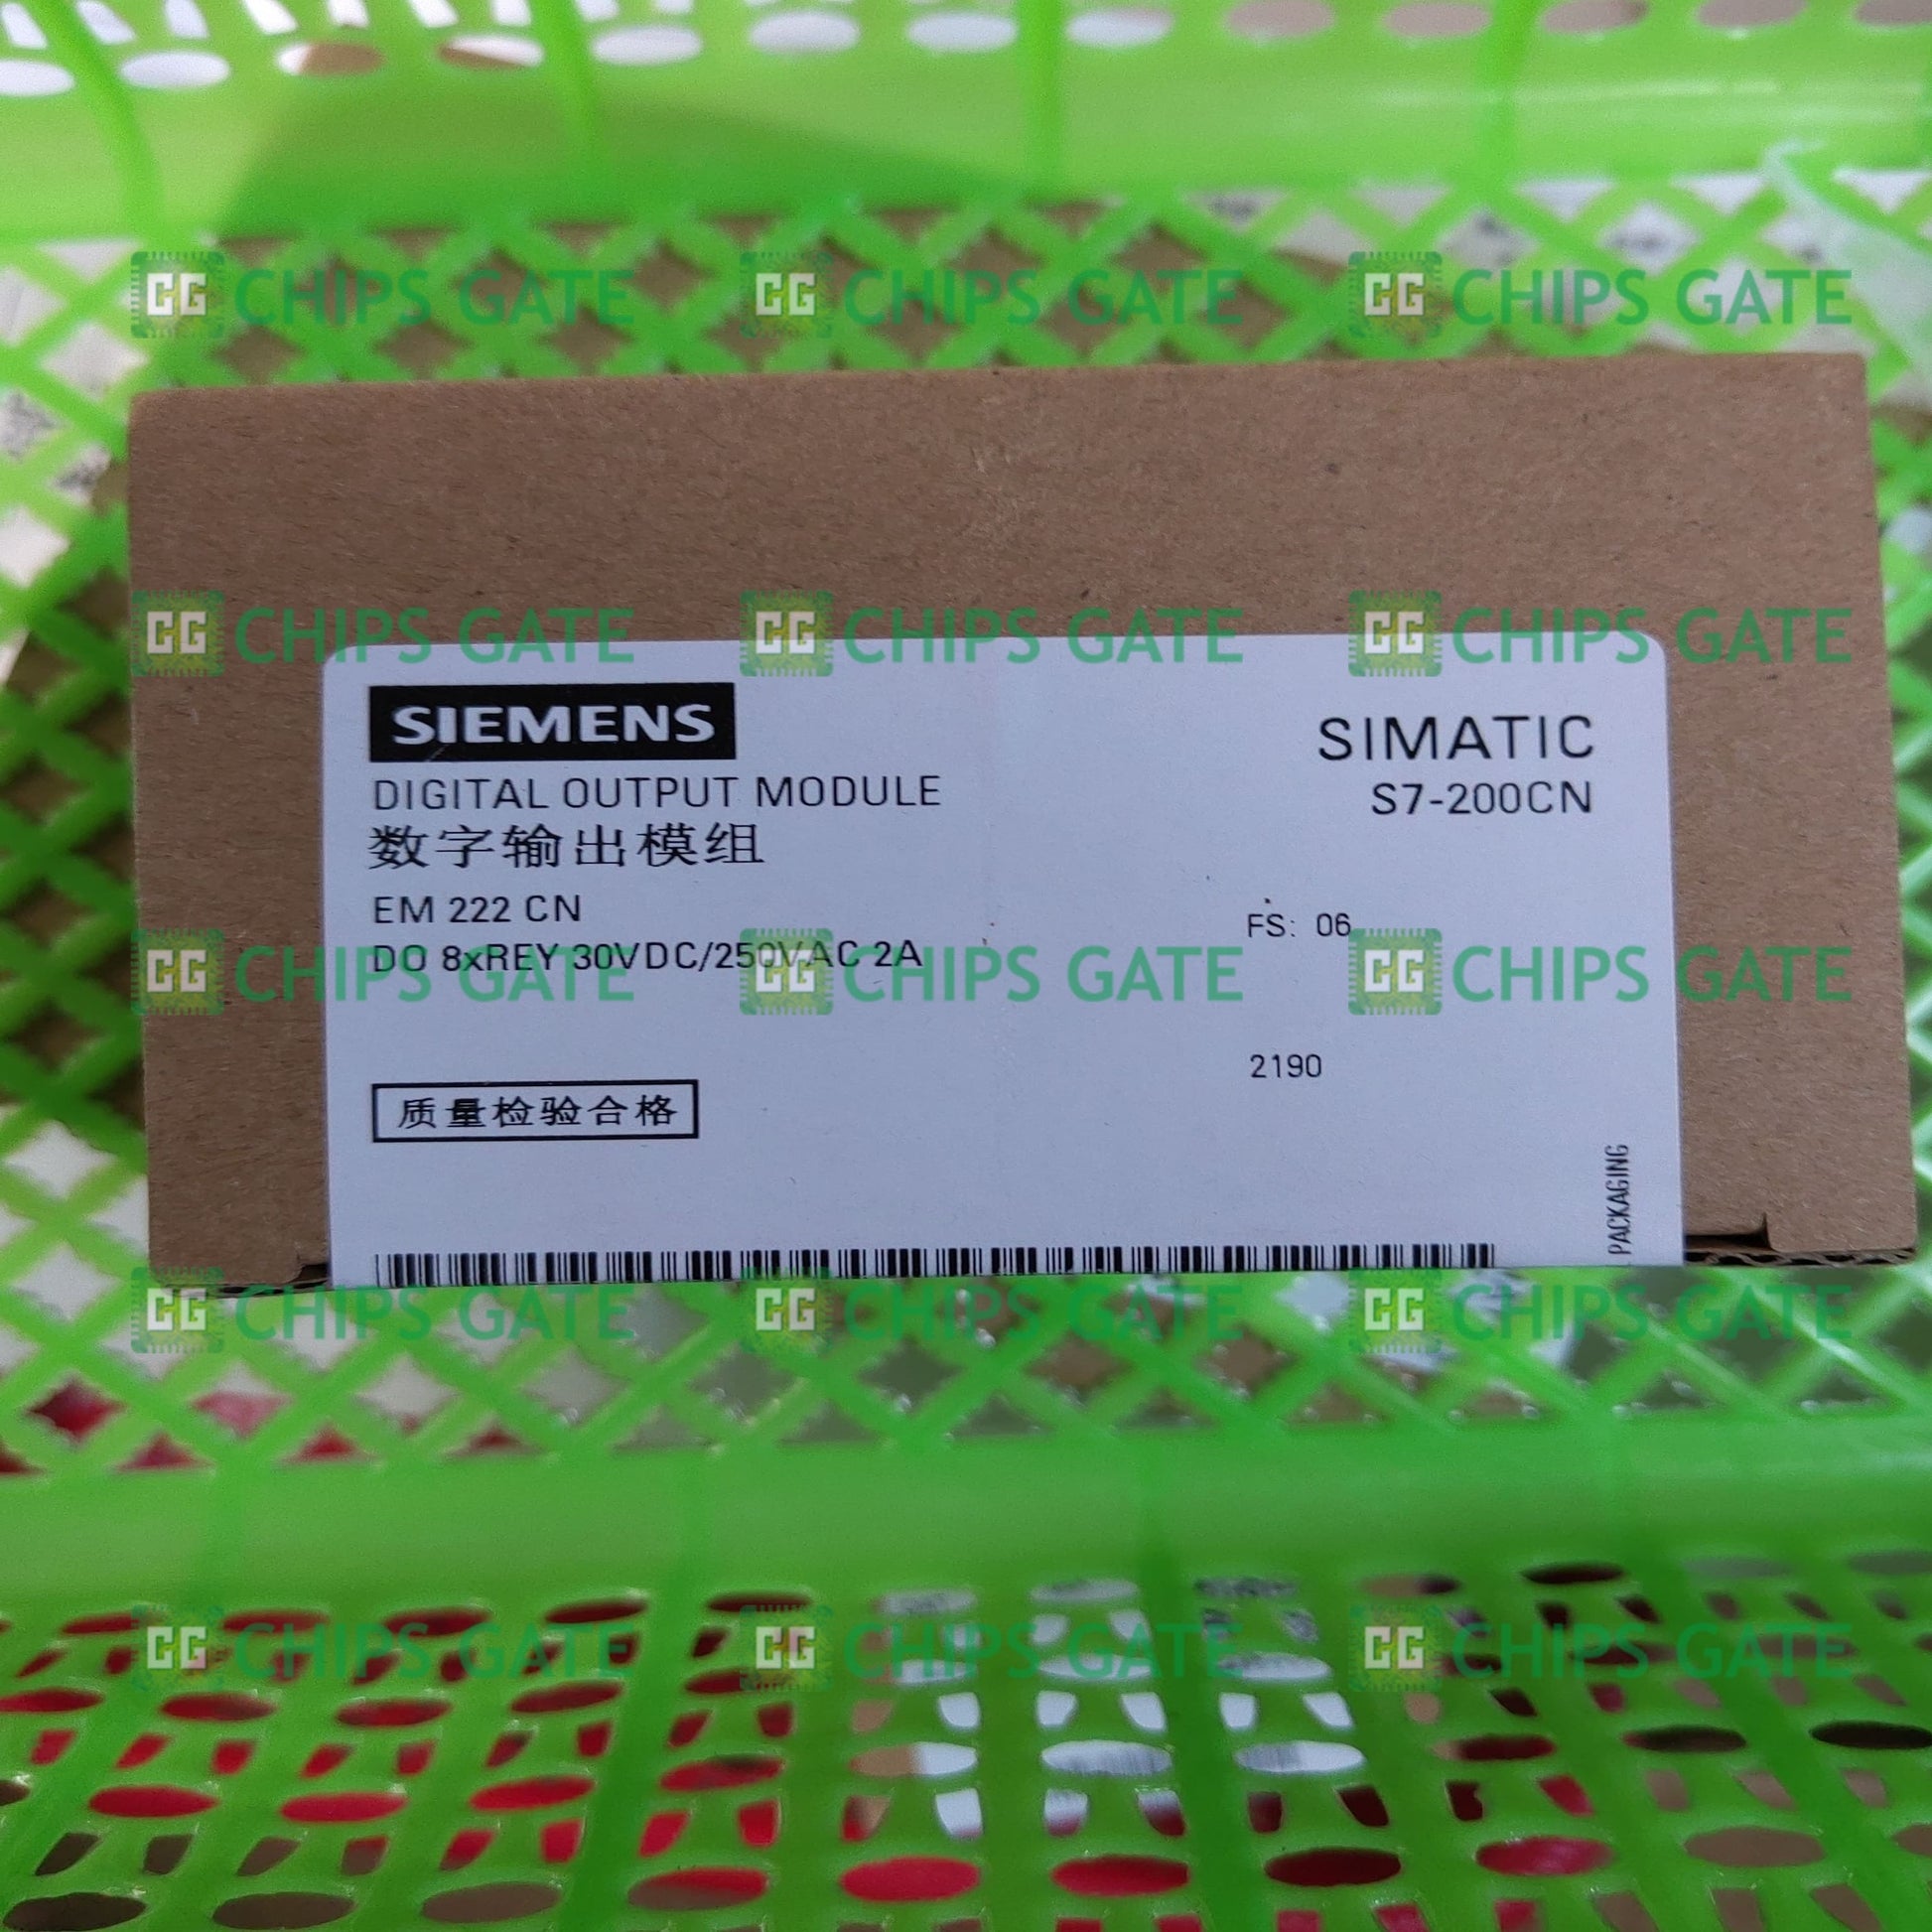 CG CHIPS GATE CG CHIPS GATE CG CHIPS GATE
CG CHIPS GATE CG CHIPS GATE CG CHIPS GATE
SIEMENS
SIMATIC
DIGITAL OUTPUT MODULE
S7-200CN
数字输出模组
EM 222 CN
FS: 06
DO 8xREY 30VDC/250VAC 2A
CG CHIPS GATE CG CHIPS GATE CG CHIPS GATE
2190
质量检验合格
PACKAGING
CG CHIPS GATE CG CHIPS GATE CG CHIPS GATE
CG CHIPS GATE CG CHIPS GATE CG CHIPS GATE